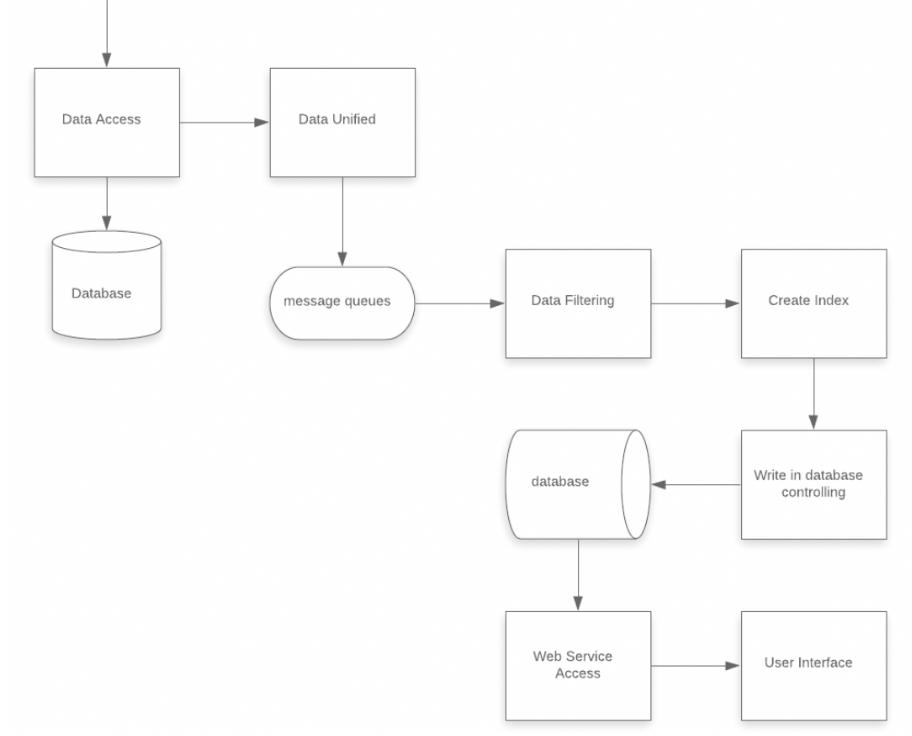 Data Access
Data Unified
Database
message queues
Data Filtering
Create Index
database
Write in database
controlling
Web Service
Access
User Interface